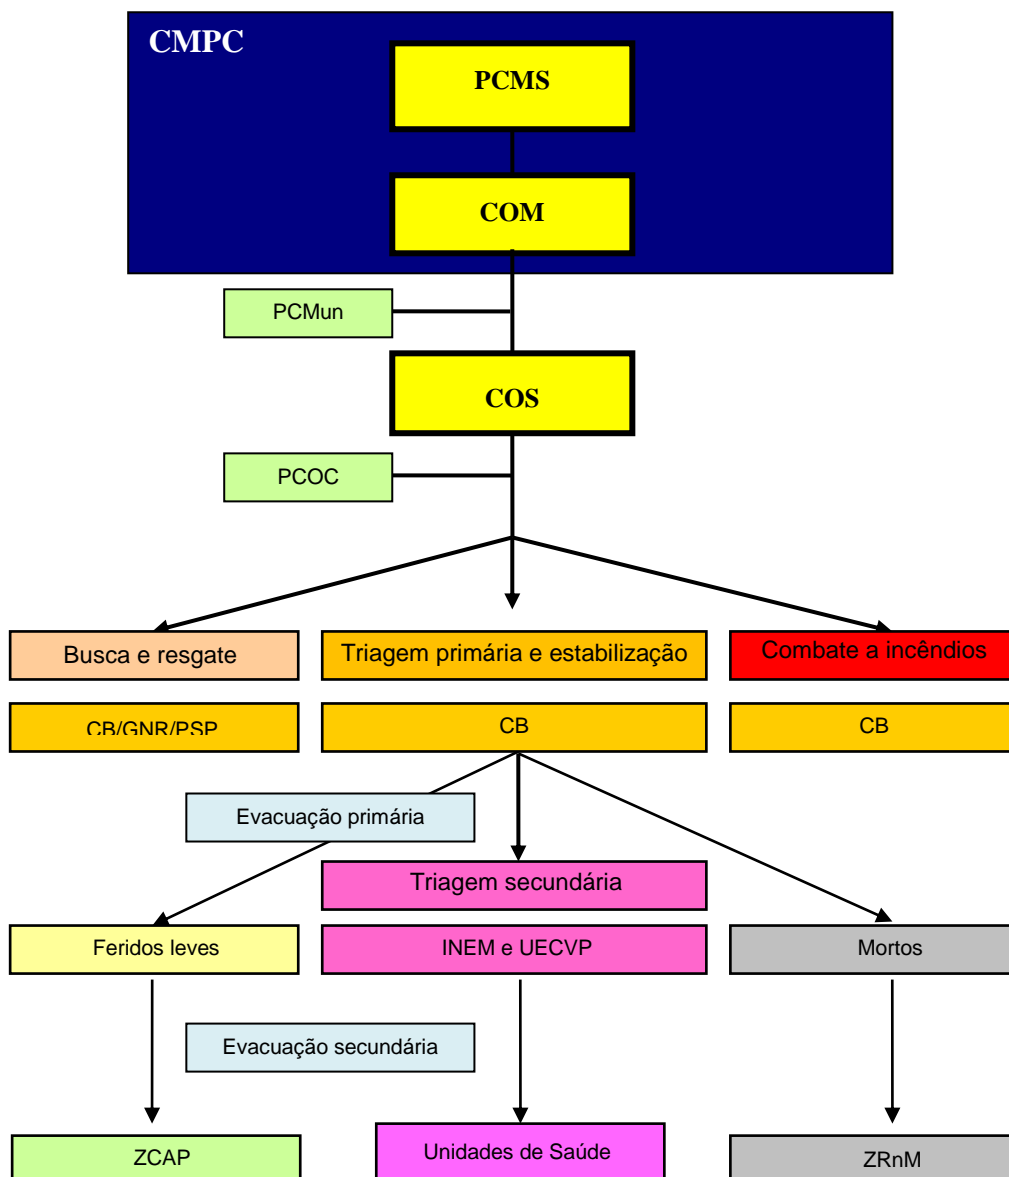 CMPC
PCMS
COM
PCMun
COS
PCOC
Busca e resgate
Triagem primária e estabilização
Combate a incêndios
CB/GNR/PSP
CB
CB
Evacuação primária
Triagem secundária
Feridos leves
INEM e UECVP
Mortos
Evacuação secundária
ZCAP
Unidades de Saúde
ZRnM